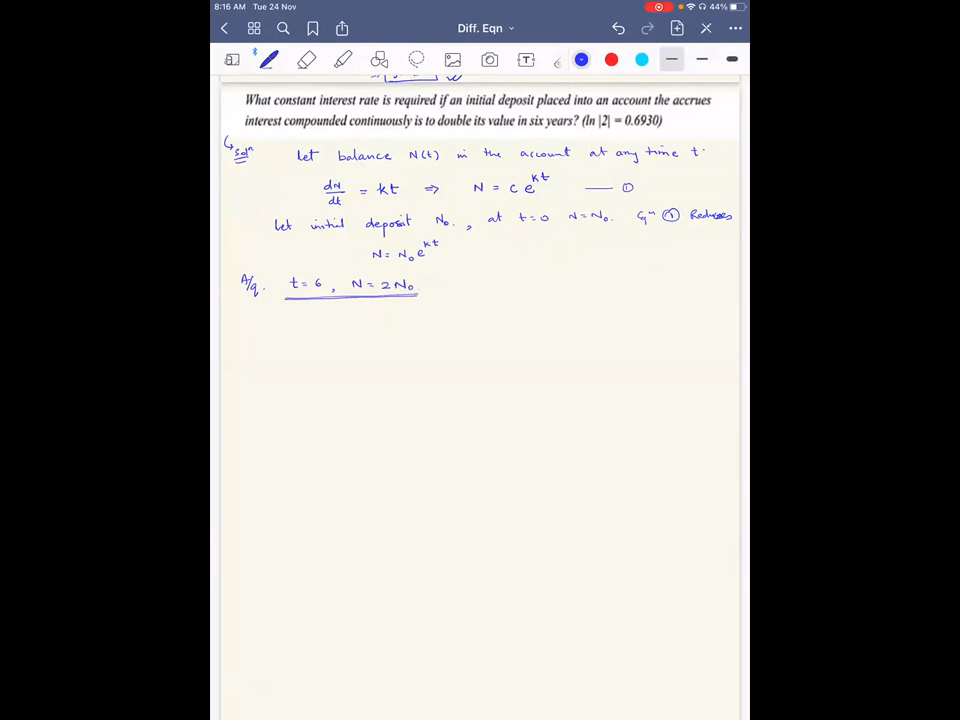 8:16 AM Tue 24 Nov 44%
Diff. Eqn
What constant interest rate is required if an initial deposit placed into an account the accrues
interest compounded continuously is to double its value in six years? (ln |2| = 0.6930)
Solⁿ Let balance N(t) in the account at any time t.
dN/dt = kt ⇒ N = c e^kt —— ①
Let initial deposit N₀, at t=0 N=N₀. Eqⁿ ① Reduces
N = N₀ e^kt
A/q. t=6, N=2N₀